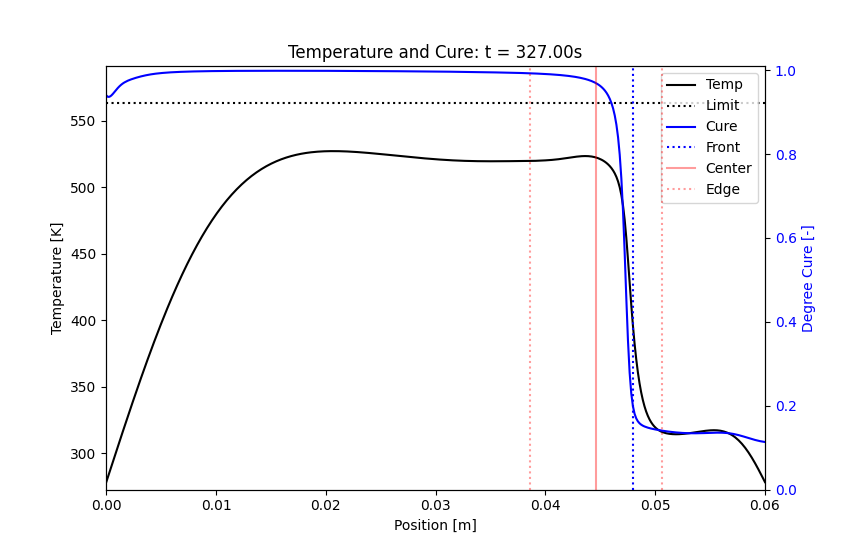 Temperature and Cure: t = 327.00s
Temperature [K]
550
500
450
400
350
300
Temp
Limit
Cure
Front
Center
Edge
1.0
0.8
0.6
0.4
0.2
0.0
Degree Cure [-]
0.00
0.01
0.02
0.03
0.04
0.05
0.06
Position [m]